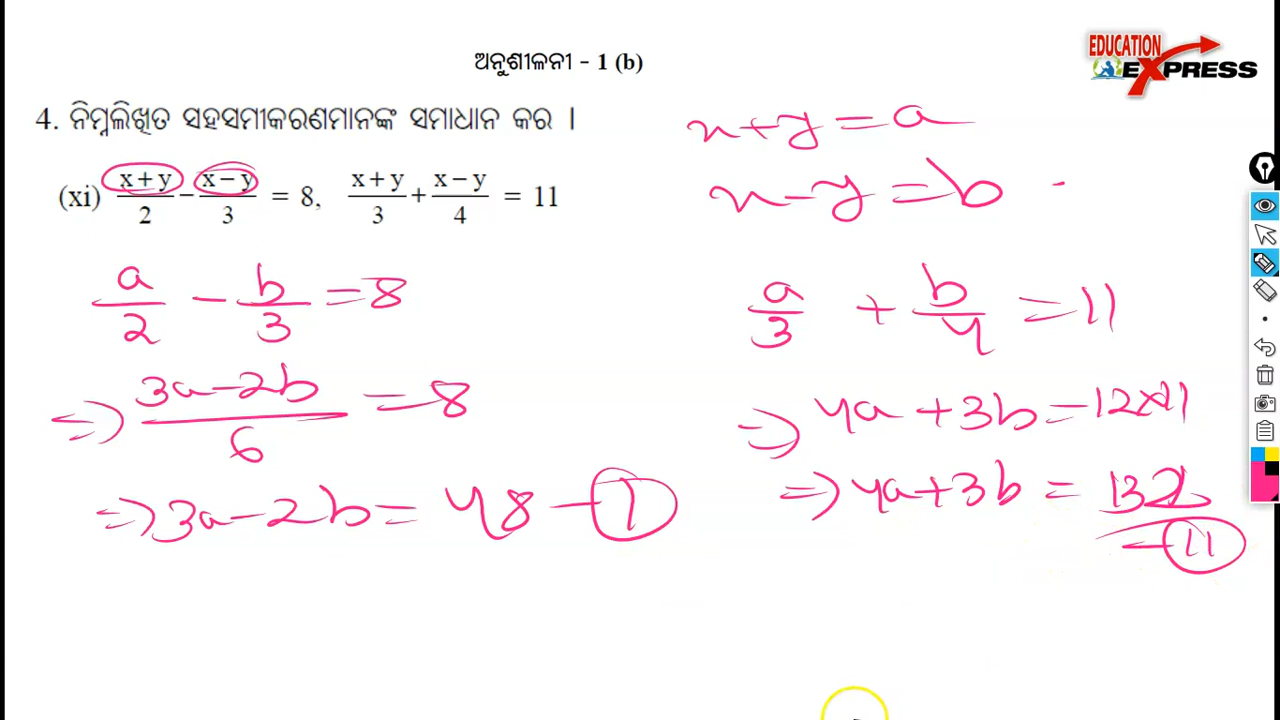 ଅନୁଶୀଳନୀ - 1 (b)
EDUCATION
EXPRESS
4. ନିମ୍ନଲିଖିତ ସହସମୀକରଣମାନଙ୍କ ସମାଧାନ କର ।
x+y=a
(xi) (x+y)/2 - (x-y)/3 = 8, (x+y)/3 + (x-y)/4 = 11
x-y=b -
a/2 - b/3 = 8
a/3 + b/4 = 11
=> (3a-2b)/6 = 8
=> 4a+3b=12×11
=> 3a-2b=48 - 1
=> 4a+3b = 132
- 11